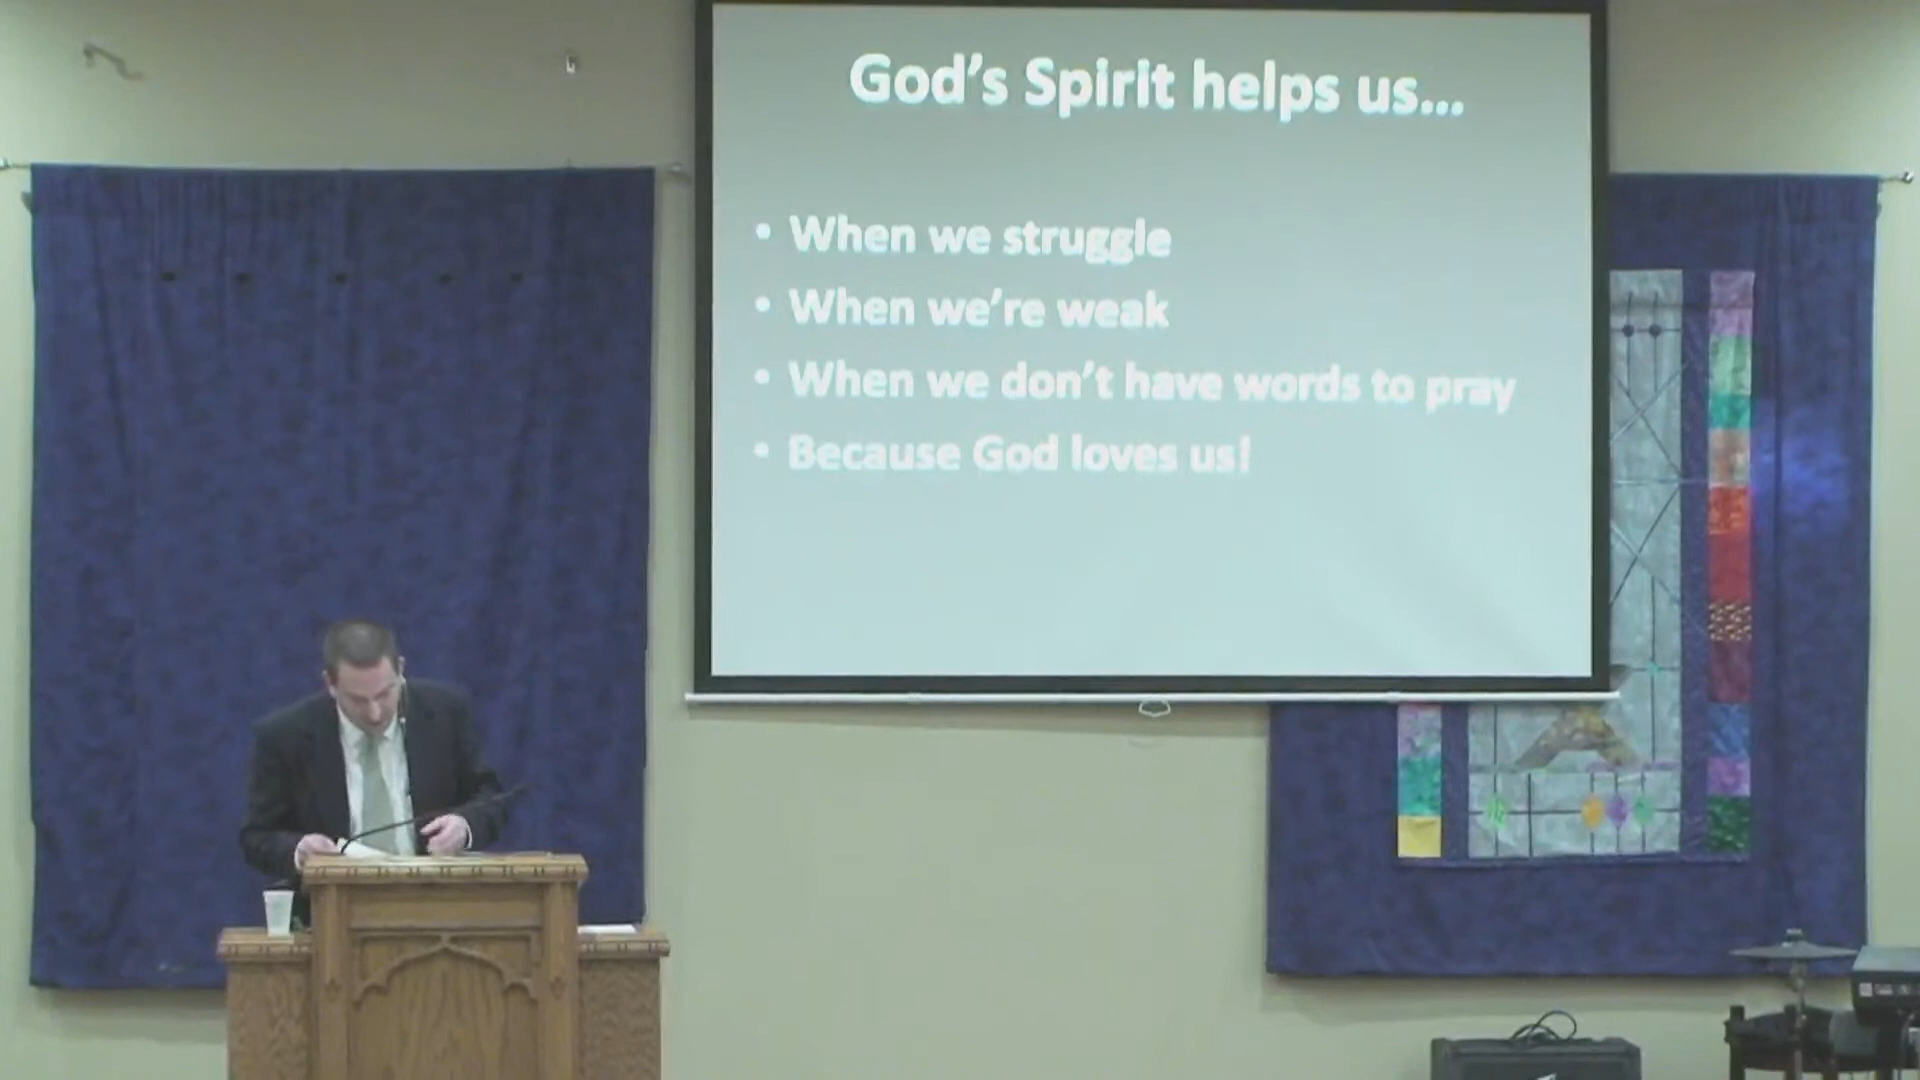 God's Spirit helps us...
• When we struggle
• When we're weak
• When we don't have words to pray
• Because God loves us!